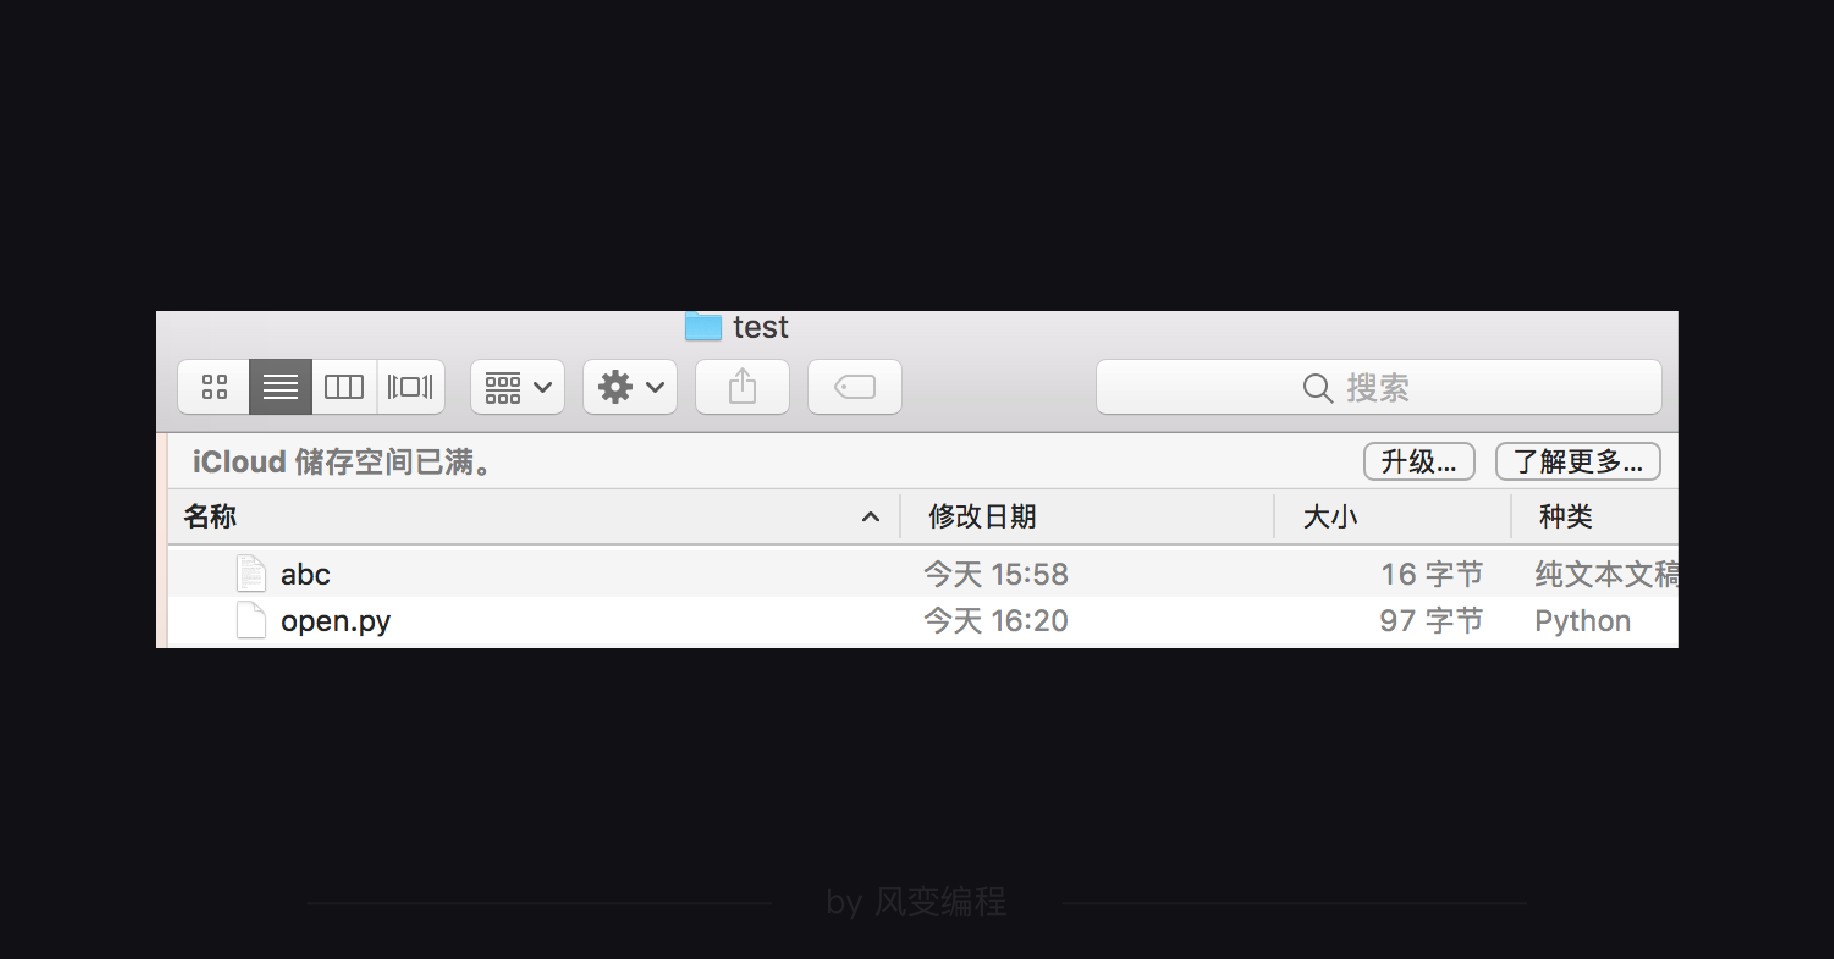 test
搜索
iCloud 储存空间已满。 升级... 了解更多...
名称 修改日期 大小 种类
abc 今天 15:58 16 字节 纯文本文稿
open.py 今天 16:20 97 字节 Python
by 风变编程